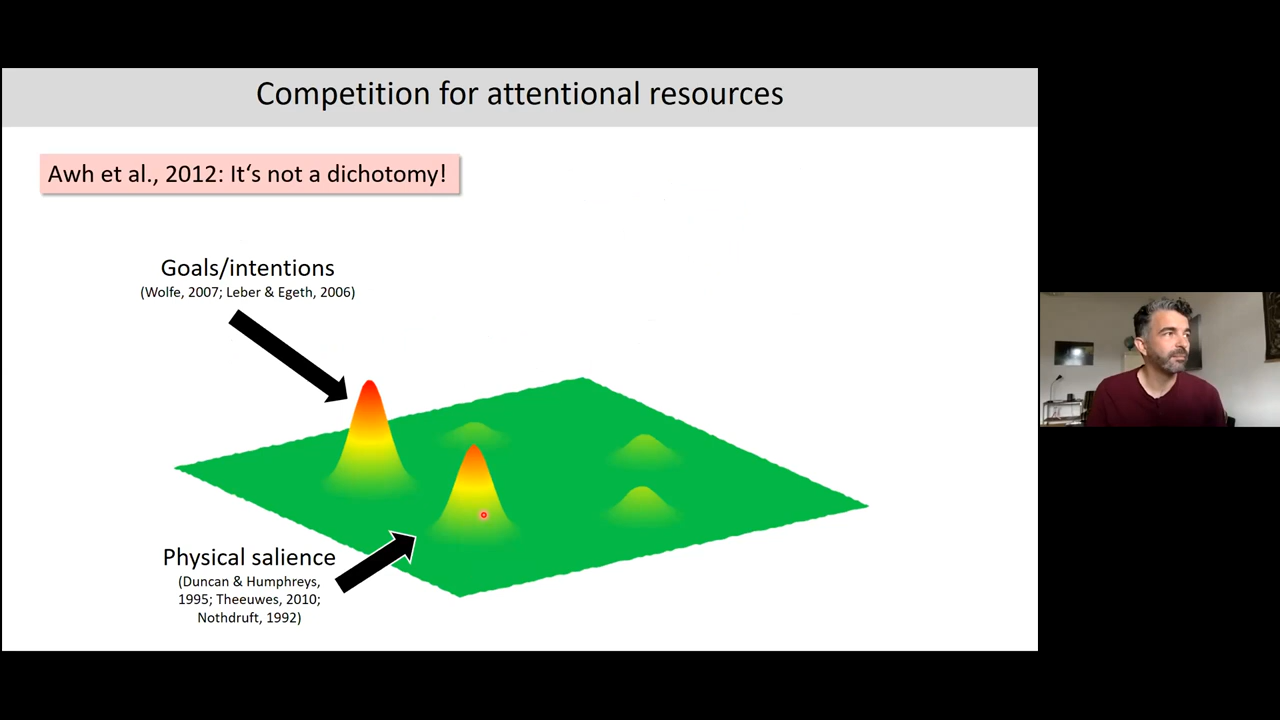 Competition for attentional resources
Awh et al., 2012: It‘s not a dichotomy!
Goals/intentions
(Wolfe, 2007; Leber & Egeth, 2006)
Physical salience
(Duncan & Humphreys,
1995; Theeuwes, 2010;
Nothdruft, 1992)